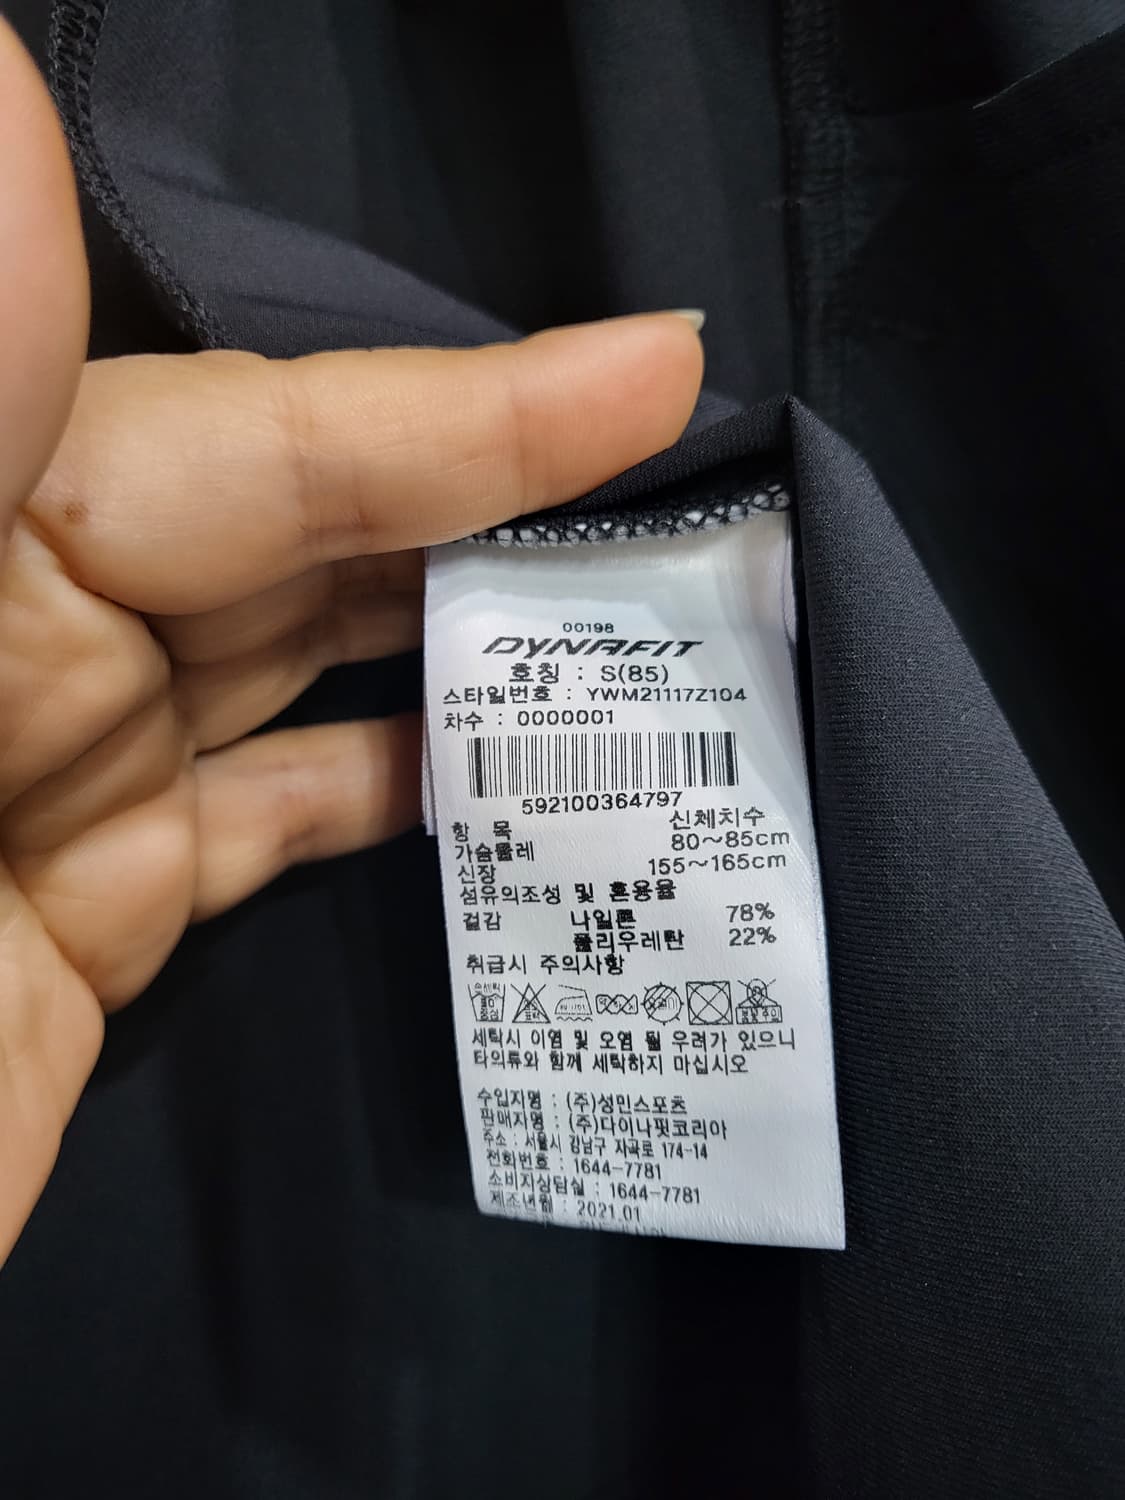 00198
DYNAFIT
호칭 : S(85)
스타일번호 : YWM21117Z104
차수 : 0000001
592100364797
항 목 신체치수
가슴둘레 80~85cm
신장 155~165cm
섬유의조성 및 혼용율
겉감 나일론 78%
폴리우레탄 22%
취급시 주의사항
손세탁
세탁시 이염 및 오염 될 우려가 있으니
타의류와 함께 세탁하지 마십시오
수입자명 : (주)성민스포츠
판매자명 : (주)다이나핏코리아
주소 : 서울시 강남구 자곡로 174-14
전화번호 : 1644-7781
소비자상담실 : 1644-7781
제조년월 : 2021.01